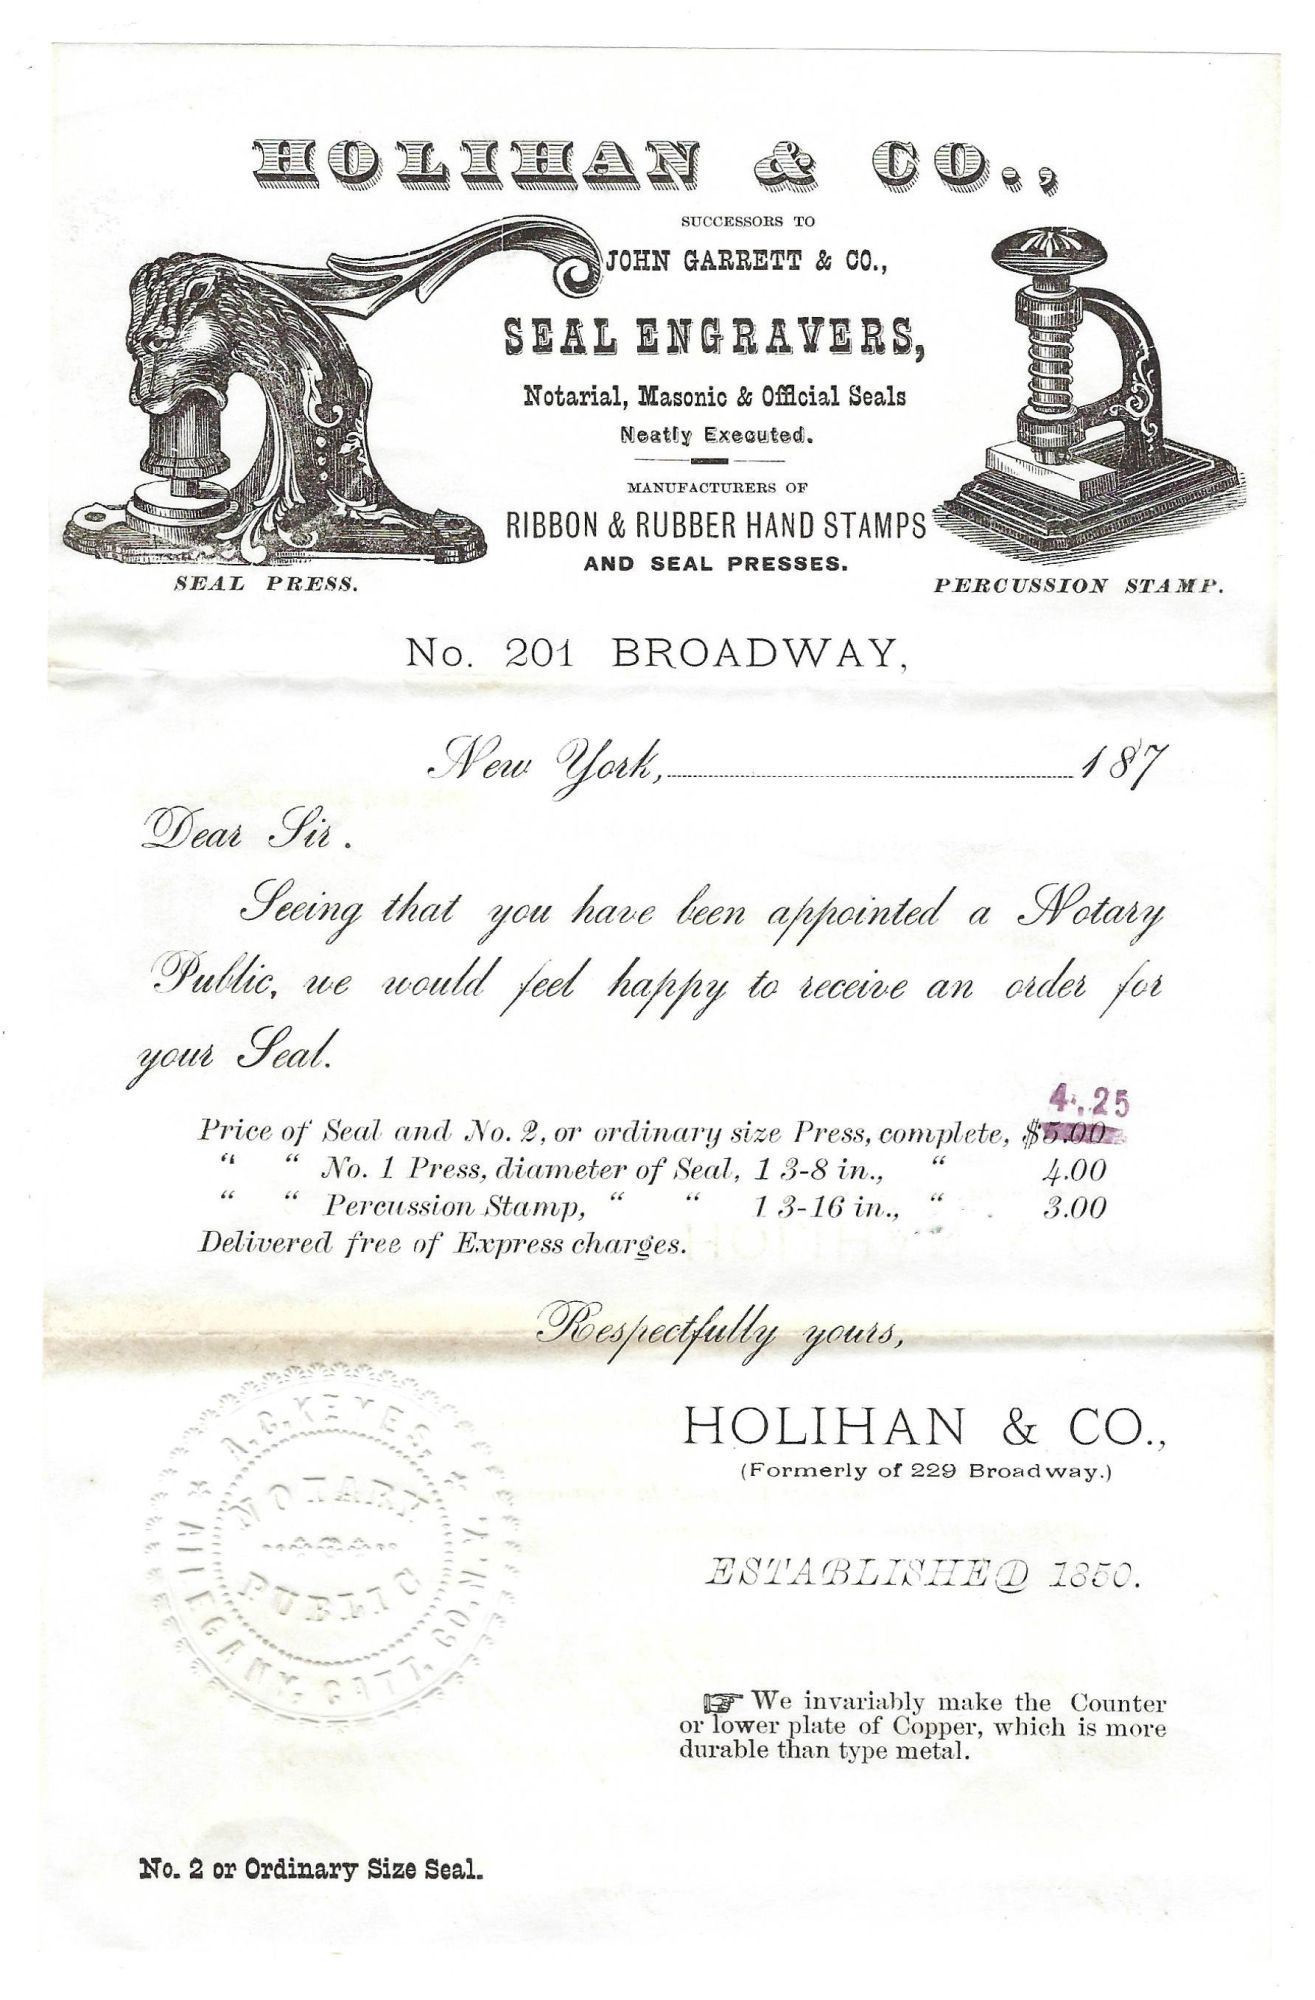 HOLIHAN & CO.,
SUCCESSORS TO
JOHN GARRETT & CO.,
SEAL ENGRAVERS,
Notarial, Masonic & Official Seals
Neatly Executed.
MANUFACTURERS OF
RIBBON & RUBBER HAND STAMPS
AND SEAL PRESSES.
SEAL PRESS.
PERCUSSION STAMP.
No. 201 BROADWAY,
New York, 187
Dear Sir.
Seeing that you have been appointed a Notary
Public, we would feel happy to receive an order for
your Seal.
4.25
Price of Seal and No. 2, or ordinary size Press, complete, $5.00
“ “ No. 1 Press, diameter of Seal, 1 3-8 in., “ 4.00
“ “ Percussion Stamp, “ “ 1 3-16 in., “ 3.00
Delivered free of Express charges.
Respectfully yours,
HOLIHAN & CO.,
(Formerly of 229 Broadway.)
ESTABLISHED 1850.
☞ We invariably make the Counter
or lower plate of Copper, which is more
durable than type metal.
A. G. KEYES,
NOTARY
PUBLIC
CATT. CO. N. Y.
No. 2 or Ordinary Size Seal.